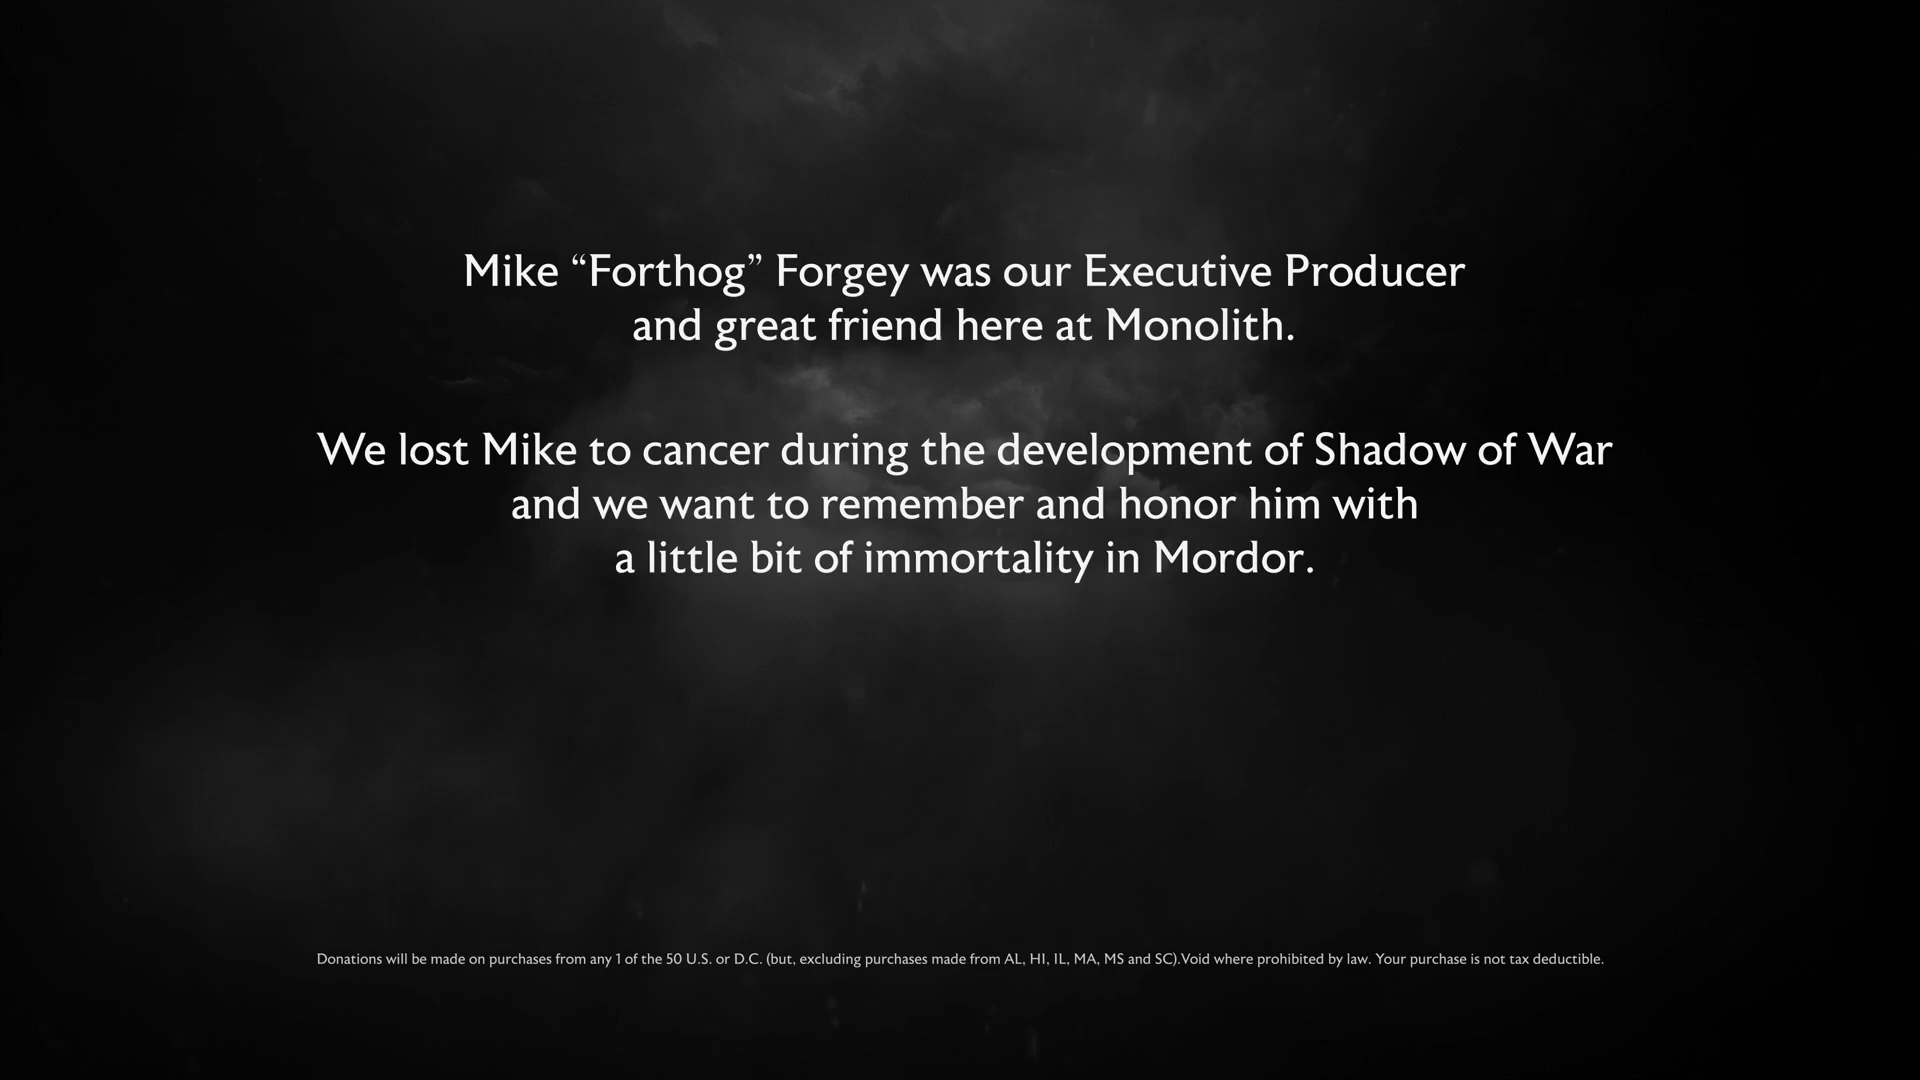 Mike “Forthog” Forgey was our Executive Producer
and great friend here at Monolith.
We lost Mike to cancer during the development of Shadow of War
and we want to remember and honor him with
a little bit of immortality in Mordor.
Donations will be made on purchases from any 1 of the 50 U.S. or D.C. (but, excluding purchases made from AL, HI, IL, MA, MS and SC). Void where prohibited by law. Your purchase is not tax deductible.